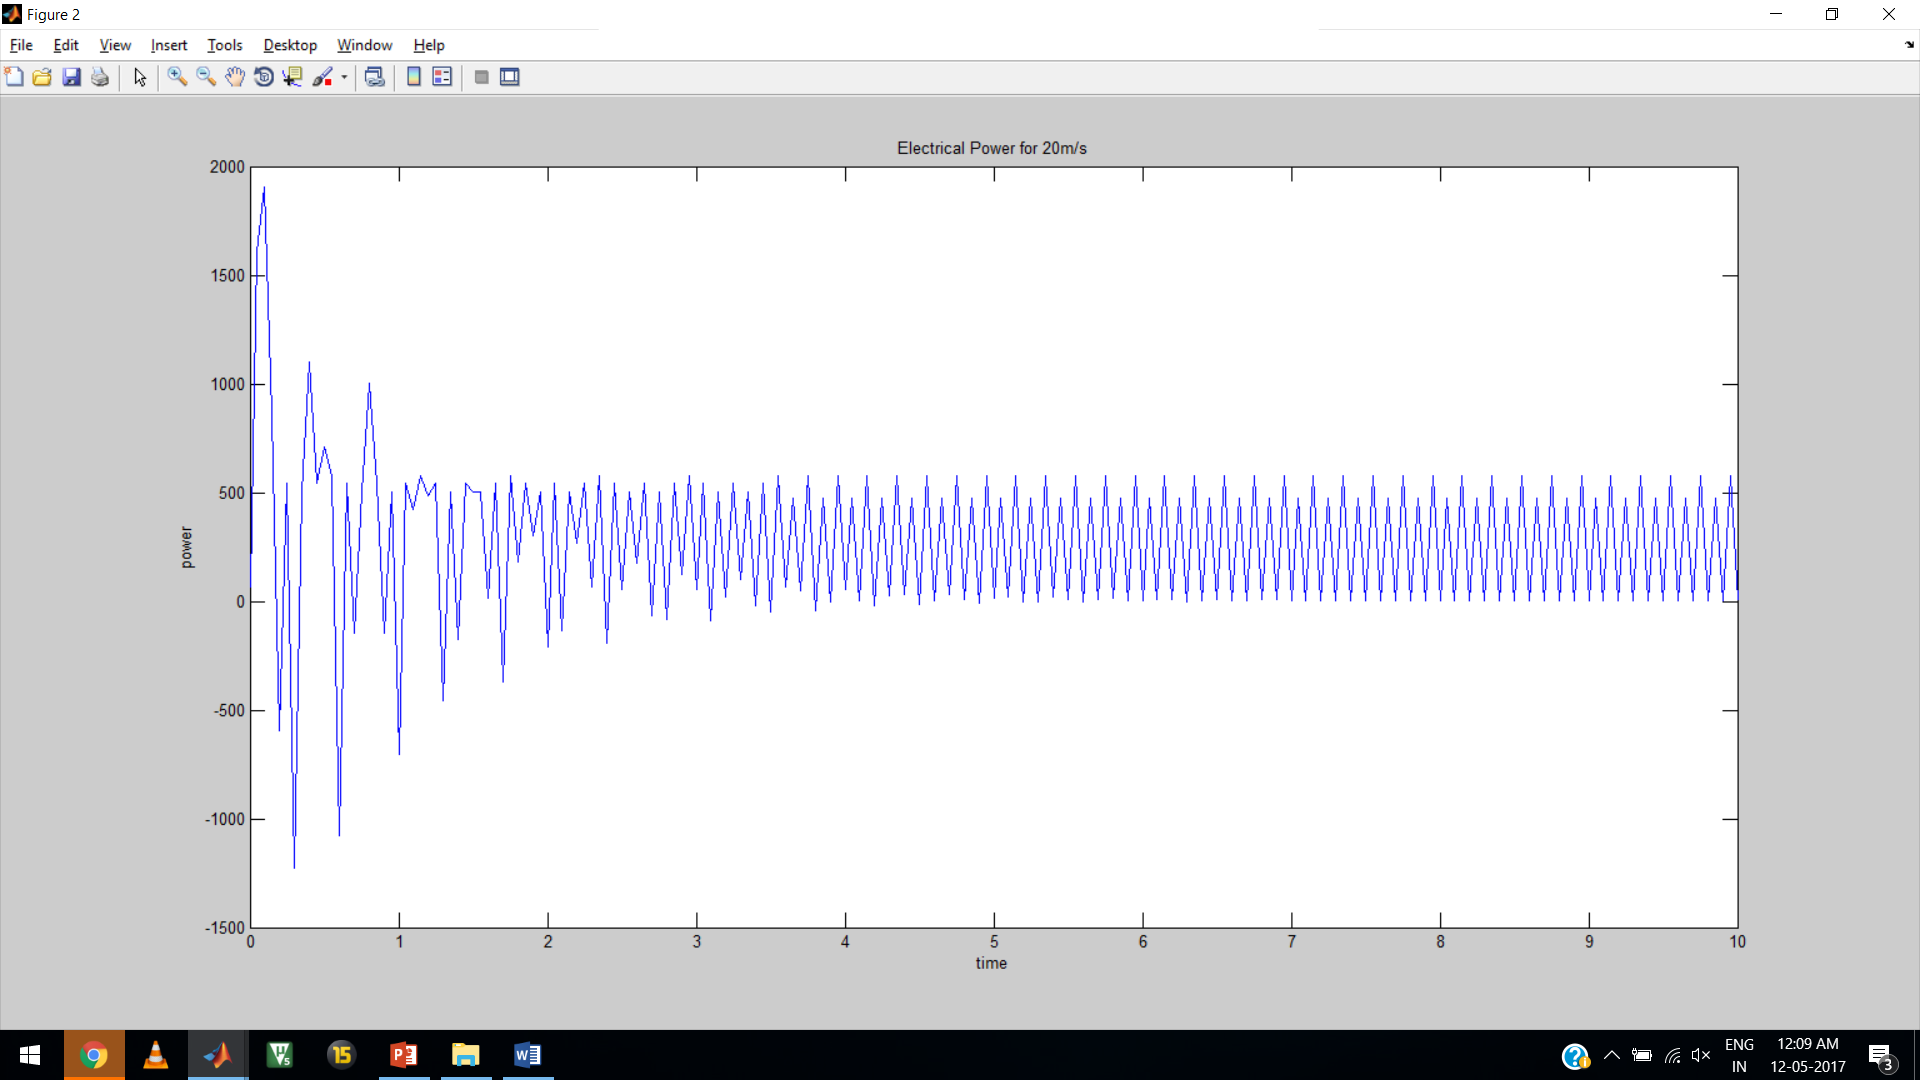 Figure 2
File Edit View Insert Tools Desktop Window Help
Electrical Power for 20m/s
2000
1500
1000
500
0
-500
-1000
-1500
power
0 1 2 3 4 5 6 7 8 9 10
time
15
ENG
IN
12:09 AM
12-05-2017
3